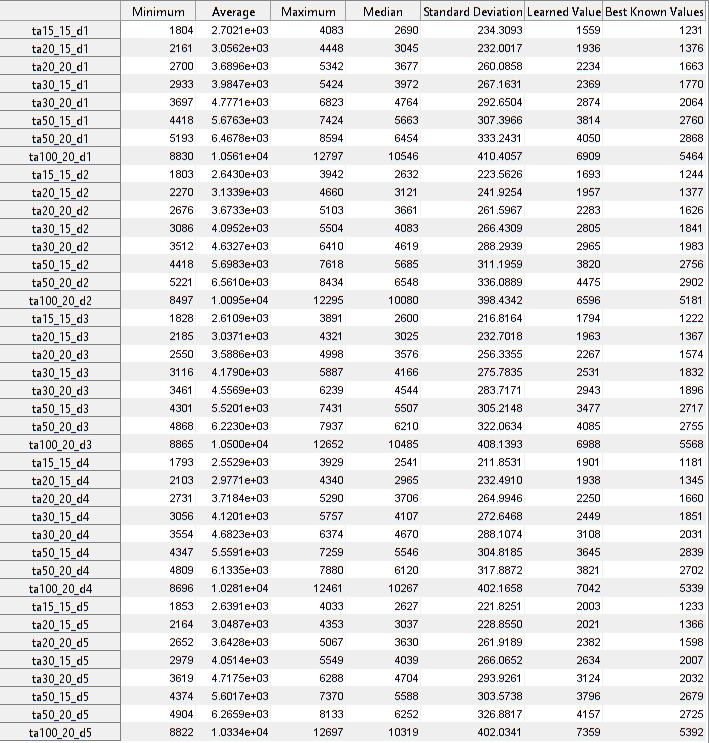 Minimum Average Maximum Median Standard Deviation Learned Value Best Known Values
ta15_15_d1 1804 2.7021e+03 4083 2690 234.3093 1559 1231
ta20_15_d1 2161 3.0562e+03 4448 3045 232.0017 1936 1376
ta20_20_d1 2700 3.6896e+03 5342 3677 260.0858 2234 1663
ta30_15_d1 2933 3.9847e+03 5424 3972 267.1631 2369 1770
ta30_20_d1 3697 4.7771e+03 6823 4764 292.6504 2874 2064
ta50_15_d1 4418 5.6763e+03 7424 5663 307.3966 3814 2760
ta50_20_d1 5193 6.4678e+03 8594 6454 333.2431 4050 2868
ta100_20_d1 8830 1.0561e+04 12797 10546 410.4057 6909 5464
ta15_15_d2 1803 2.6430e+03 3942 2632 223.5626 1693 1244
ta20_15_d2 2270 3.1339e+03 4660 3121 241.9254 1957 1377
ta20_20_d2 2676 3.6733e+03 5103 3661 261.5967 2283 1626
ta30_15_d2 3086 4.0952e+03 5504 4083 266.4309 2805 1841
ta30_20_d2 3512 4.6327e+03 6410 4619 288.2939 2965 1983
ta50_15_d2 4418 5.6983e+03 7618 5685 311.1959 3820 2756
ta50_20_d2 5221 6.5610e+03 8434 6548 336.0889 4475 2902
ta100_20_d2 8497 1.0095e+04 12295 10080 398.4342 6596 5181
ta15_15_d3 1828 2.6109e+03 3891 2600 216.8164 1794 1222
ta20_15_d3 2185 3.0371e+03 4321 3025 232.7018 1963 1367
ta20_20_d3 2550 3.5886e+03 4998 3576 256.3355 2267 1574
ta30_15_d3 3116 4.1790e+03 5887 4166 275.7835 2531 1832
ta30_20_d3 3461 4.5569e+03 6239 4544 283.7171 2943 1896
ta50_15_d3 4301 5.5201e+03 7431 5507 305.2148 3477 2717
ta50_20_d3 4868 6.2230e+03 7937 6210 322.0634 4085 2755
ta100_20_d3 8865 1.0500e+04 12652 10485 408.1393 6988 5568
ta15_15_d4 1793 2.5529e+03 3929 2541 211.8531 1901 1181
ta20_15_d4 2103 2.9771e+03 4340 2965 232.4910 1938 1345
ta20_20_d4 2731 3.7184e+03 5290 3706 264.9946 2250 1660
ta30_15_d4 3056 4.1201e+03 5757 4107 272.6468 2449 1851
ta30_20_d4 3554 4.6823e+03 6374 4670 288.1074 3108 2031
ta50_15_d4 4347 5.5591e+03 7259 5546 304.8185 3645 2839
ta50_20_d4 4809 6.1335e+03 7880 6120 317.8872 3821 2702
ta100_20_d4 8696 1.0281e+04 12461 10267 402.1658 7042 5339
ta15_15_d5 1853 2.6391e+03 4033 2627 221.8251 2003 1233
ta20_15_d5 2164 3.0487e+03 4353 3037 228.8550 2021 1366
ta20_20_d5 2652 3.6428e+03 5067 3630 261.9189 2382 1598
ta30_15_d5 2979 4.0514e+03 5549 4039 266.0652 2634 2007
ta30_20_d5 3619 4.7175e+03 6288 4704 293.9261 3124 2032
ta50_15_d5 4374 5.6017e+03 7370 5588 303.5738 3796 2679
ta50_20_d5 4904 6.2659e+03 8133 6252 326.8817 4157 2725
ta100_20_d5 8822 1.0334e+04 12697 10319 402.0341 7359 5392